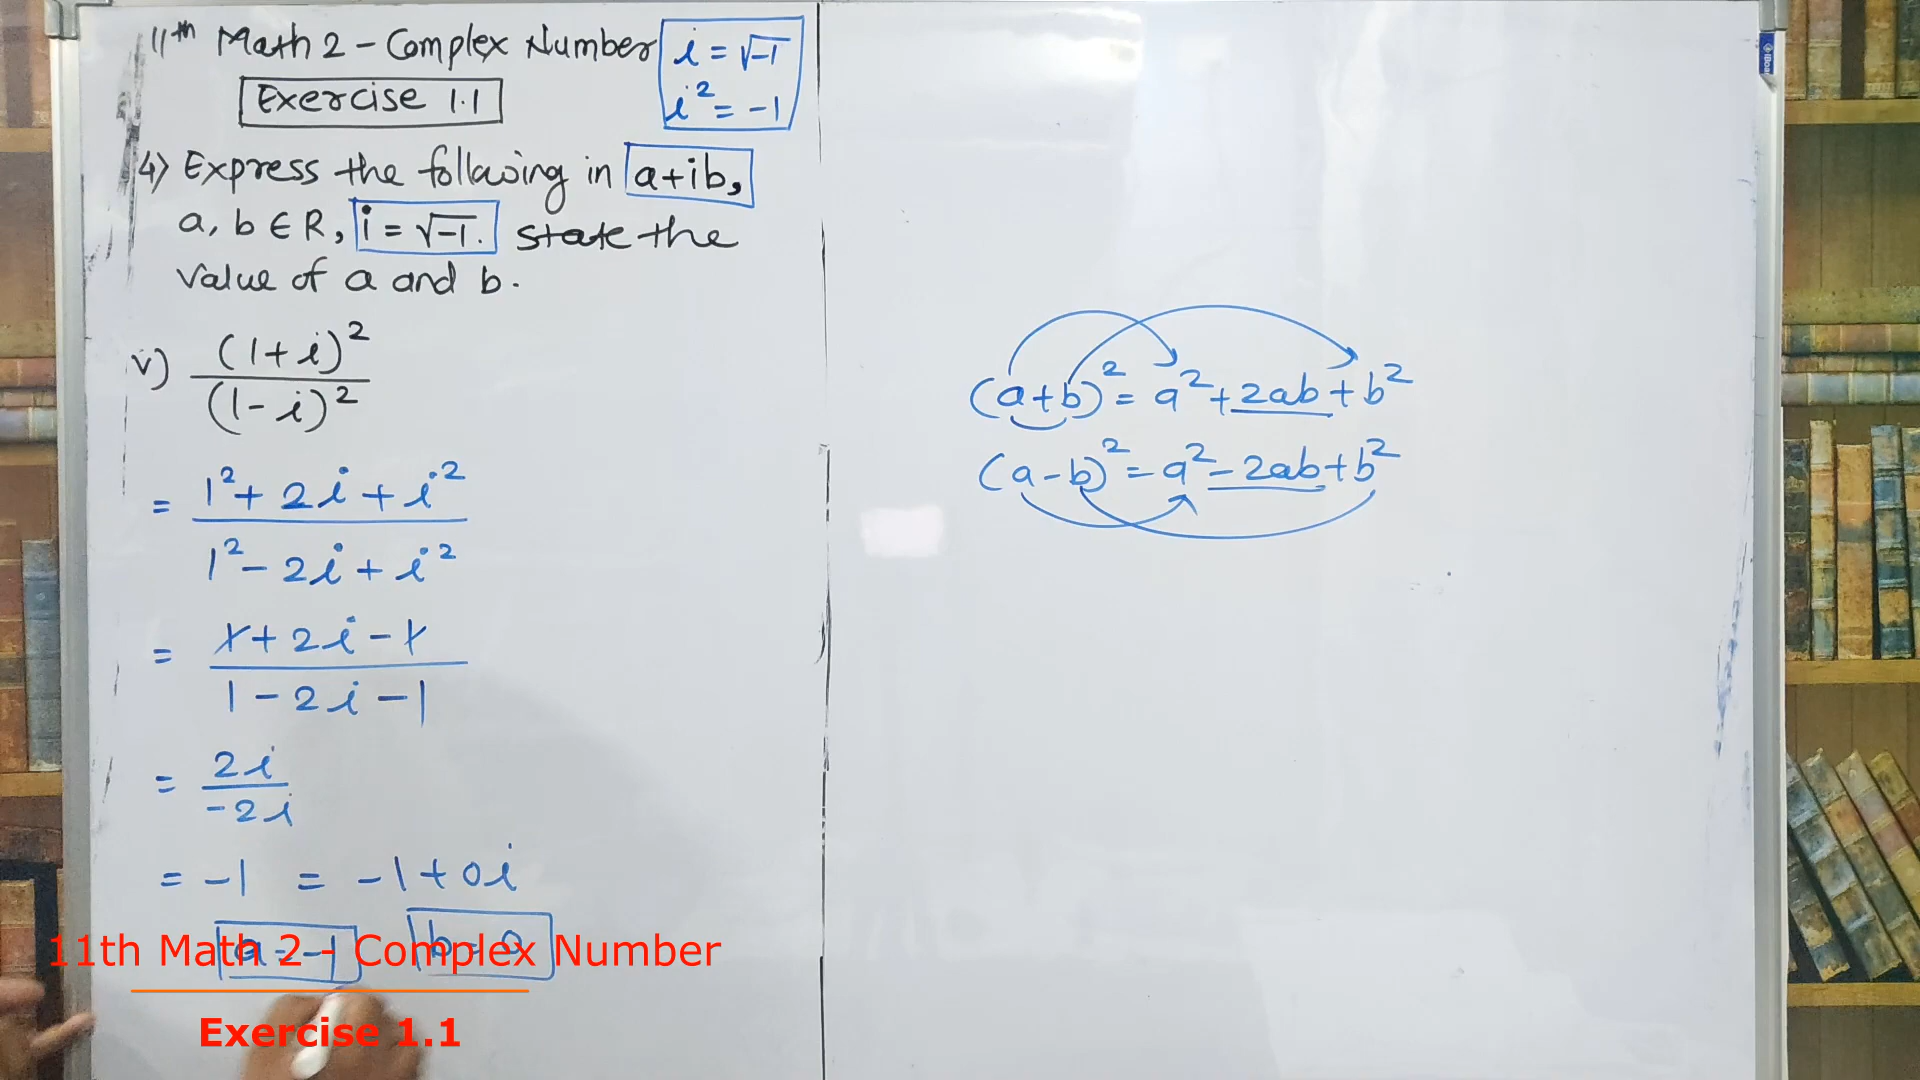 11th Math 2 - Complex Number
i = √-1
i² = -1
Exercise 1.1
4) Express the following in a+ib,
a, b ∈ R, i = √-1. state the
value of a and b.
v) (1+i)²
(1-i)²
= 1² + 2i + i²
1² - 2i + i²
= 1 + 2i - 1
1 - 2i - 1
= 2i
-2i
= -1 = -1 + 0i
a = -1 b = 0
(a+b)² = a² + 2ab + b²
(a-b)² = a² - 2ab + b²
11th Math 2 - Complex Number
Exercise 1.1